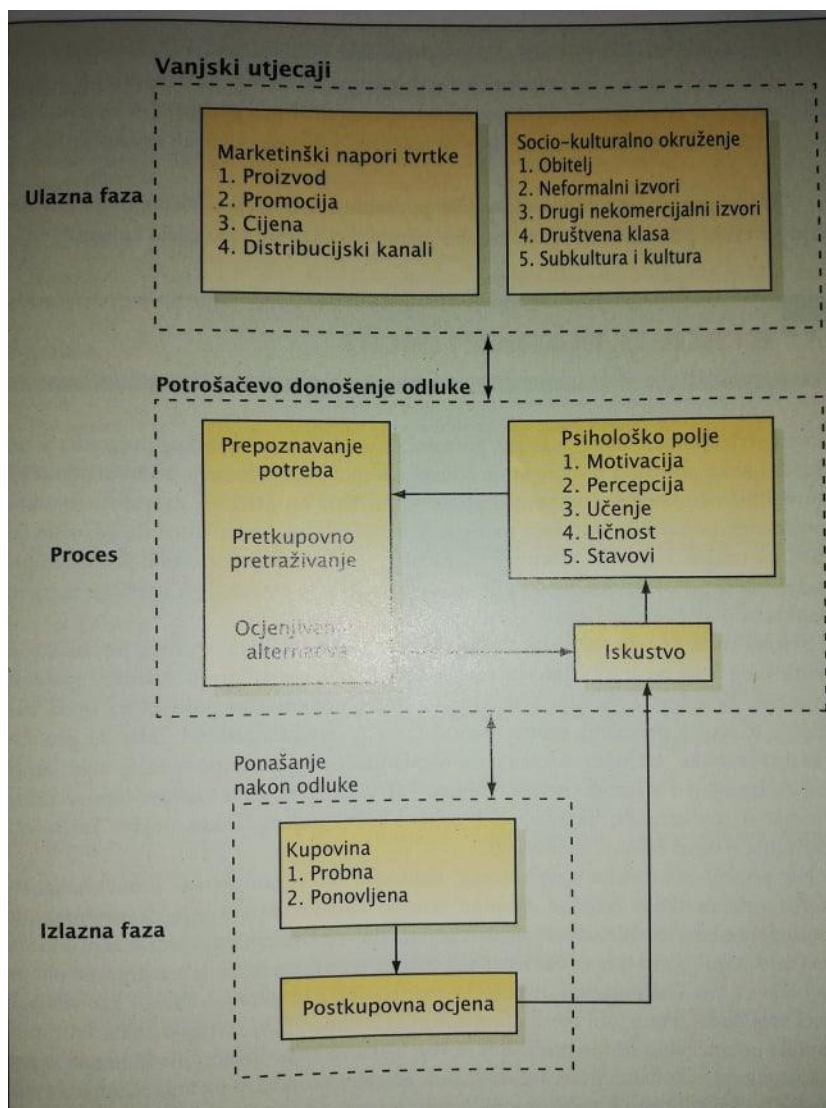 Vanjski utjecaji
Ulazna faza
Marketinški napori tvrtke
1. Proizvod
2. Promocija
3. Cijena
4. Distribucijski kanali
Socio-kulturalno okruženje
1. Obitelj
2. Neformalni izvori
3. Drugi nekomercijalni izvori
4. Društvena klasa
5. Subkultura i kultura
Potrošačevo donošenje odluke
Proces
Prepoznavanje
potreba
Pretkupovno
pretraživanje
Ocjenjivanje
alternativa
Psihološko polje
1. Motivacija
2. Percepcija
3. Učenje
4. Ličnost
5. Stavovi
Iskustvo
Ponašanje
nakon odluke
Izlazna faza
Kupovina
1. Probna
2. Ponovljena
Postkupovna ocjena